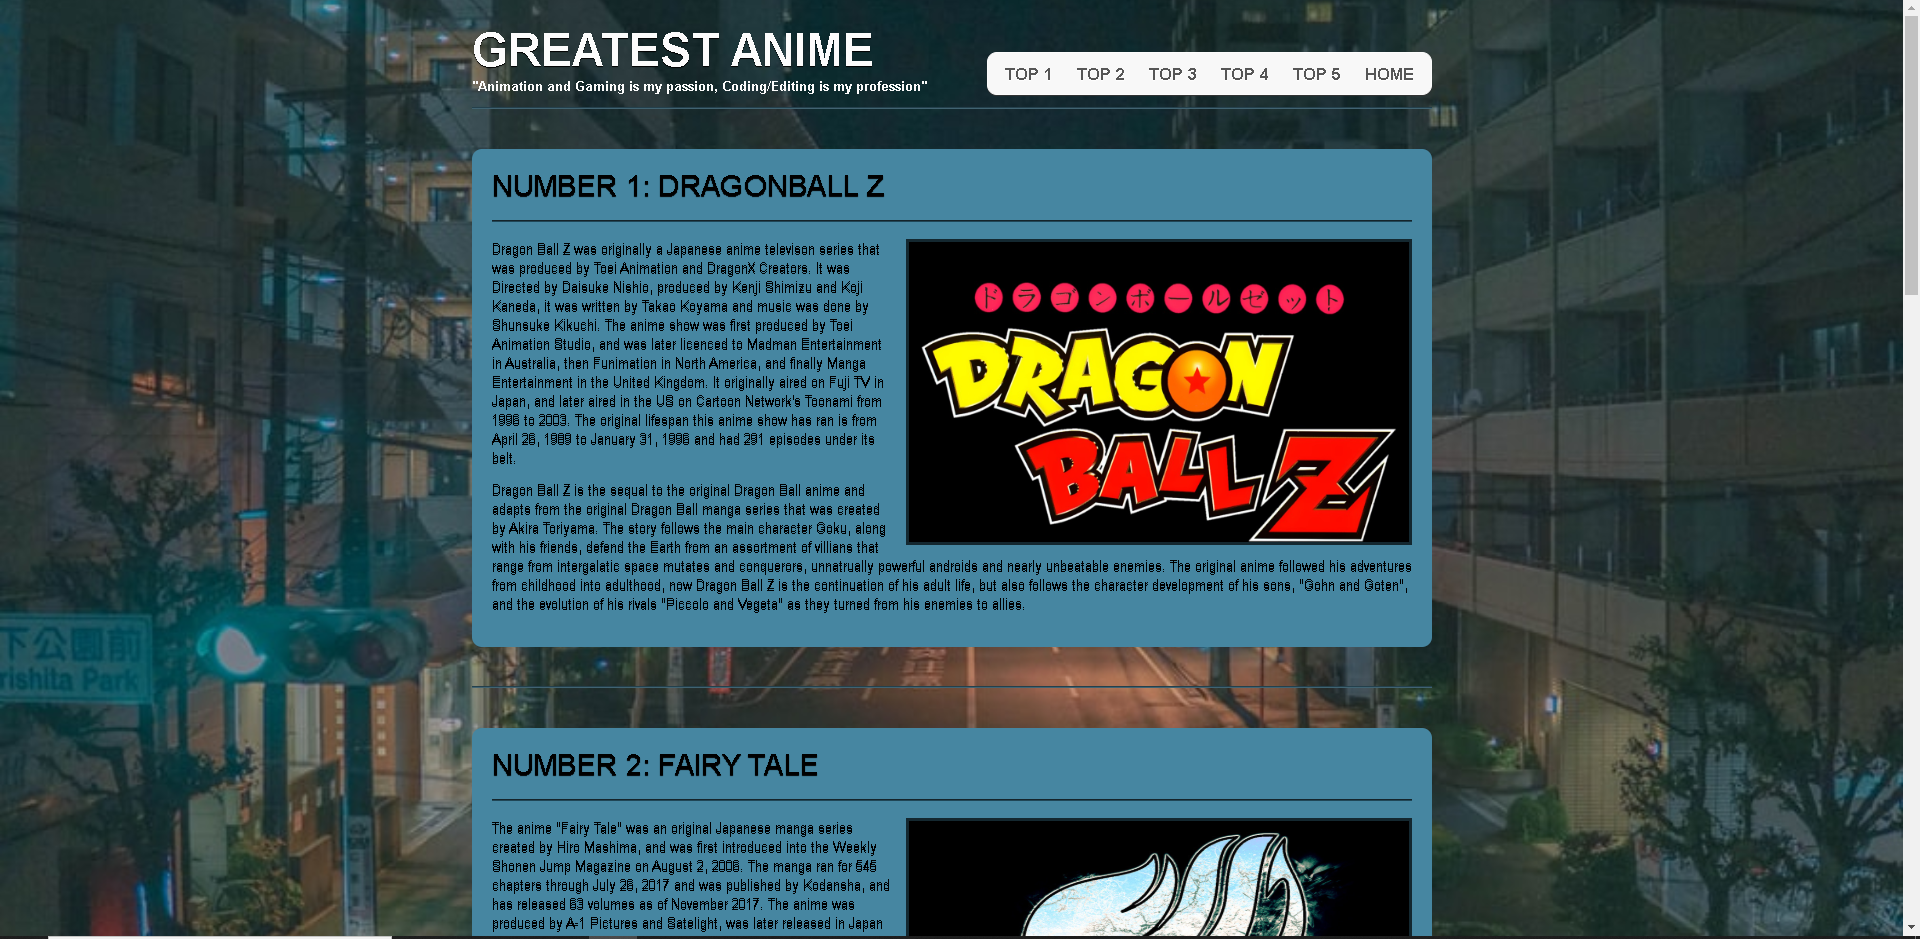 GREATEST ANIME
"Animation and Gaming is my passion, Coding/Editing is my profession"
TOP 1 TOP 2 TOP 3 TOP 4 TOP 5 HOME
NUMBER 1: DRAGONBALL Z
Dragon Ball Z was originally a Japanese anime televison series that
was produced by Toei Animation and DragonX Creators. It was
Directed by Daisuke Nishio, produced by Kenji Shimizu and Koji
Kaneda, it was written by Takao Koyama and music was done by
Shunsuke Kikuchi. The anime show was first produced by Toei
Animation Studio, and was later licenced to Madman Entertainment
in Australia, then Funimation in North America, and finally Manga
Entertainment in the United Kingdom. It originally aired on Fuji TV in
Japan, and later aired in the US on Cartoon Network's Toonami from
1996 to 2003. The original lifespan this anime show has ran is from
April 26, 1989 to January 31, 1996 and had 291 episodes under its
belt.
Dragon Ball Z is the sequal to the original Dragon Ball anime and
adapts from the original Dragon Ball manga series that was created
by Akira Toriyama. The story follows the main character Goku, along
with his friends, defend the Earth from an assortment of villians that
range from intergalatic space mutates and conquerors, unnatrually powerful androids and nearly unbeatable enemies. The original anime followed his adventures
from childhood into adulthood, now Dragon Ball Z is the continuation of his adult life, but also follows the character development of his sons, "Gohn and Goten",
and the evolution of his rivals "Piccolo and Vegeta" as they turned from his enemies to allies.
ドラゴンボールゼット
DRAGON
BALL Z
下公園前
rishita Park
NUMBER 2: FAIRY TALE
The anime "Fairy Tale" was an original Japanese manga series
created by Hiro Mashima, and was first introduced into the Weekly
Shonen Jump Magazine on August 2, 2006. The manga ran for 545
chapters through July 26, 2017 and was published by Kodansha, and
has released 63 volumes as of November 2017. The anime was
produced by A-1 Pictures and Satelight, was later released in Japan